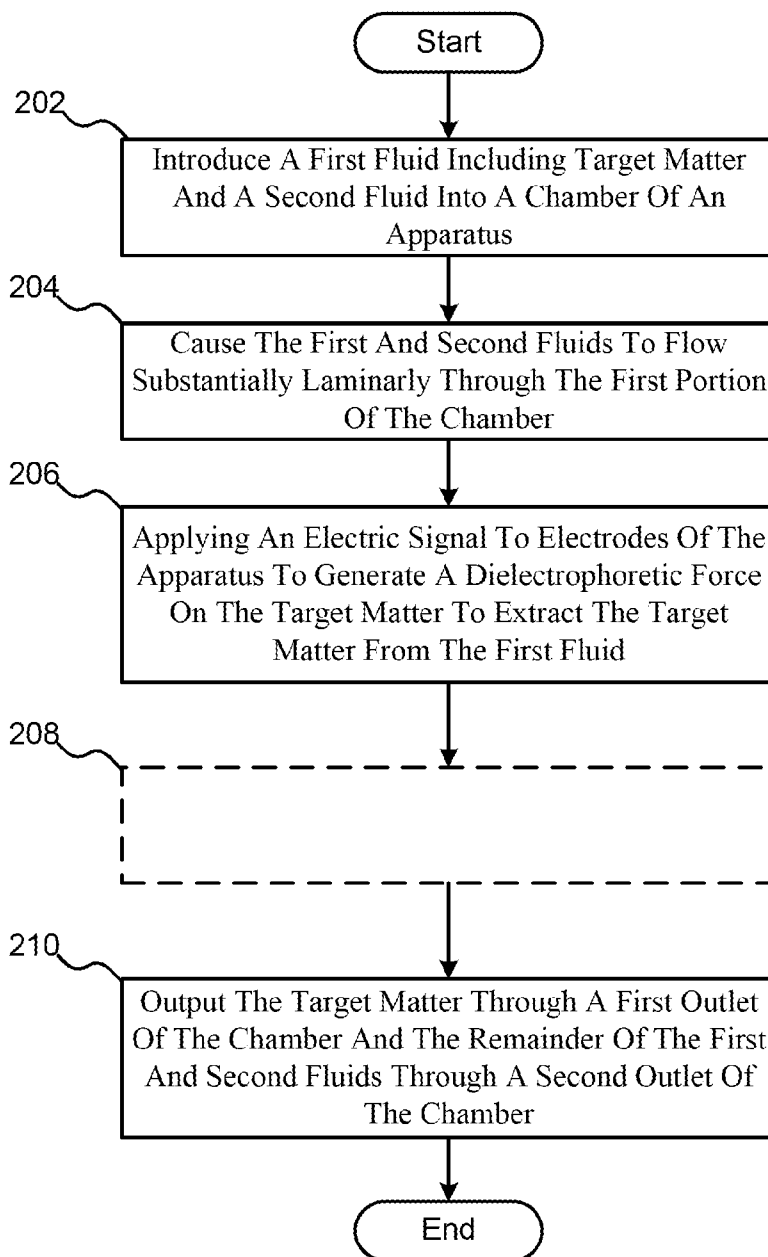 Start
202
Introduce A First Fluid Including Target Matter
And A Second Fluid Into A Chamber Of An
Apparatus
204
Cause The First And Second Fluids To Flow
Substantially Laminarly Through The First Portion
Of The Chamber
206
Applying An Electric Signal To Electrodes Of The
Apparatus To Generate A Dielectrophoretic Force
On The Target Matter To Extract The Target
Matter From The First Fluid
208
210
Output The Target Matter Through A First Outlet
Of The Chamber And The Remainder Of The First
And Second Fluids Through A Second Outlet Of
The Chamber
End